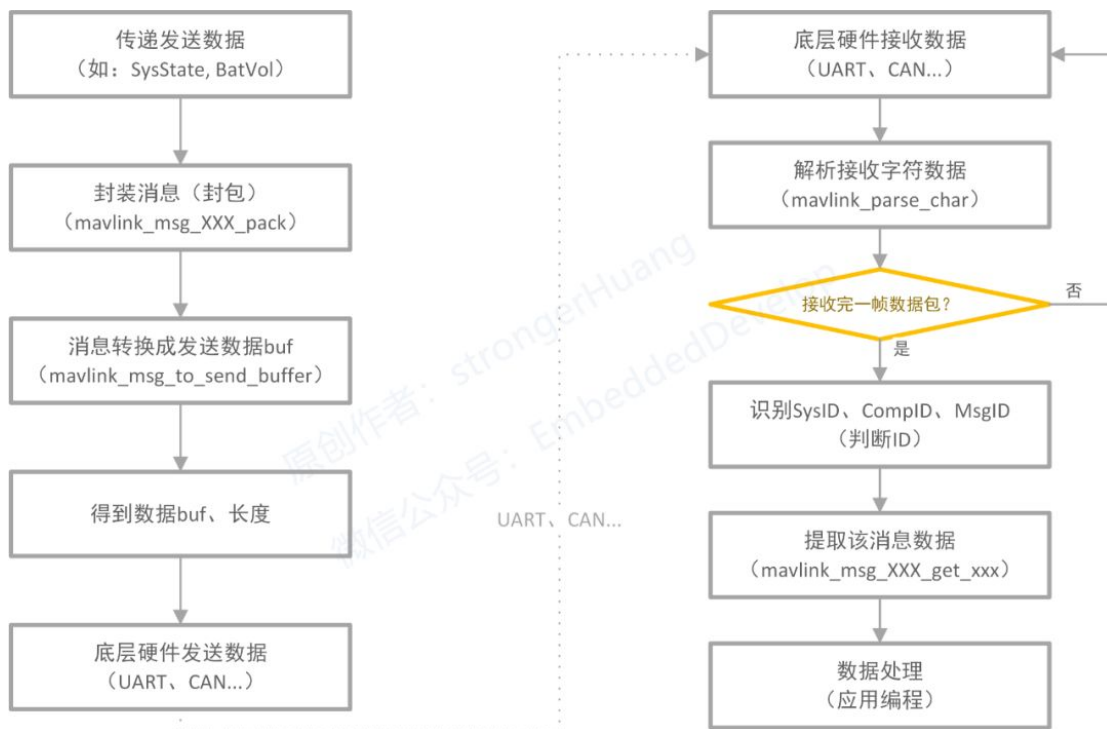 传递发送数据
（如：SysState, BatVol）
封装消息（封包）
（mavlink_msg_XXX_pack）
消息转换成发送数据buf
（mavlink_msg_to_send_buffer）
得到数据buf、长度
底层硬件发送数据
（UART、CAN...）
UART、CAN...
底层硬件接收数据
（UART、CAN...）
解析接收字符数据
（mavlink_parse_char）
接收完一帧数据包？
否
是
识别SysID、CompID、MsgID
（判断ID）
提取该消息数据
（mavlink_msg_XXX_get_xxx）
数据处理
（应用编程）
原创作者：strongerHuang
微信公众号：EmbeddedDevelop